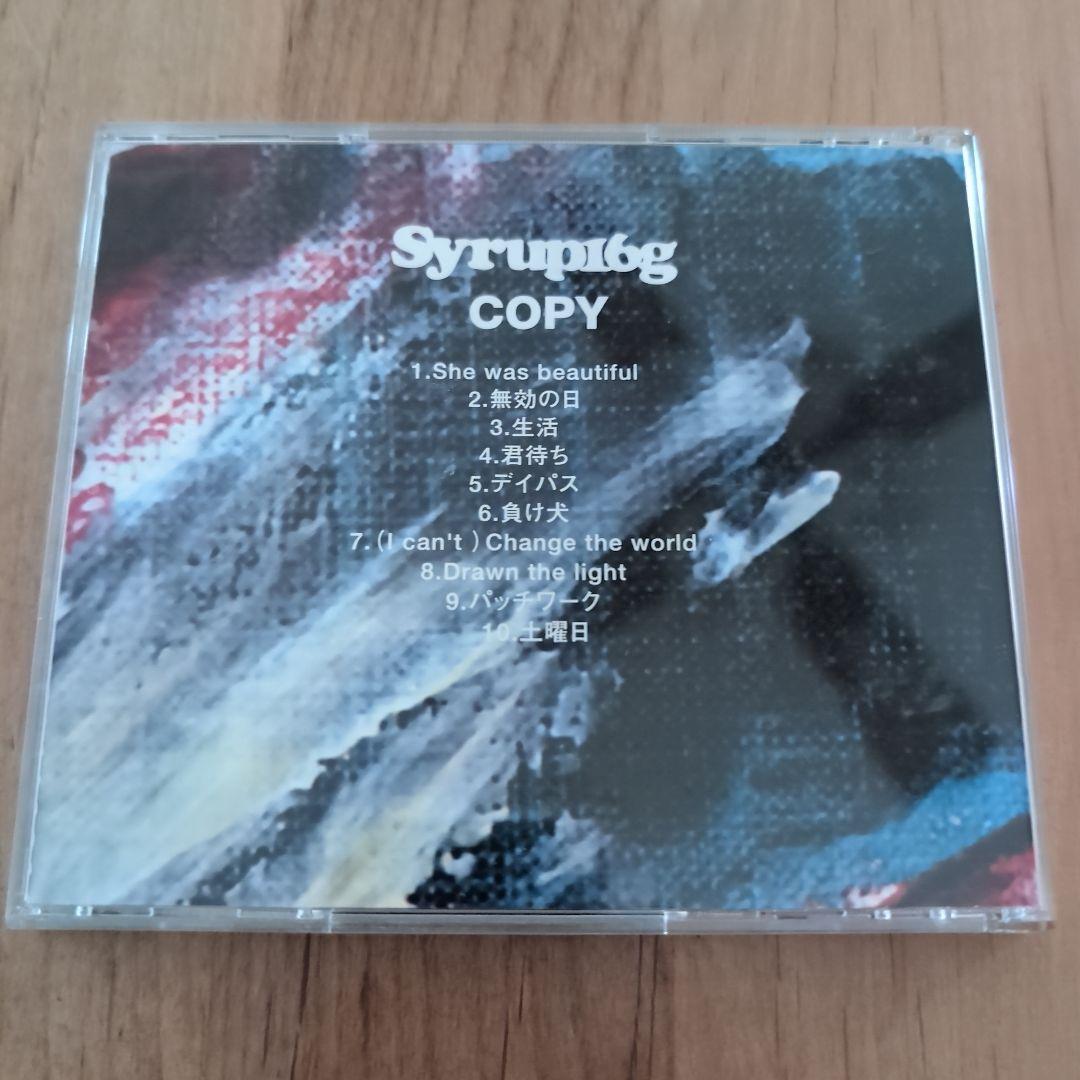 Syrup16g
COPY
1.She was beautiful
2.無効の日
3.生活
4.君待ち
5.デイパス
6.負け犬
7.(I can't )Change the world
8.Drawn the light
9.パッチワーク
10.土曜日